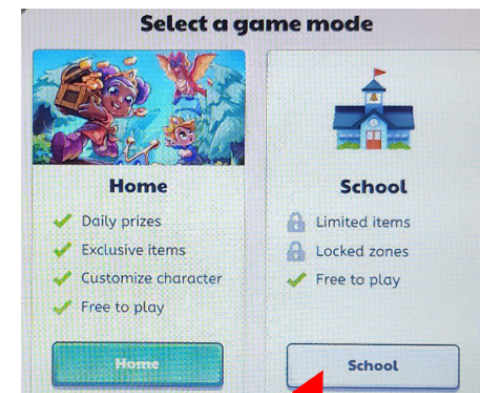 Select a game mode
Home
Daily prizes
Exclusive items
Customize character
Free to play
Home
School
Limited items
Locked zones
Free to play
School